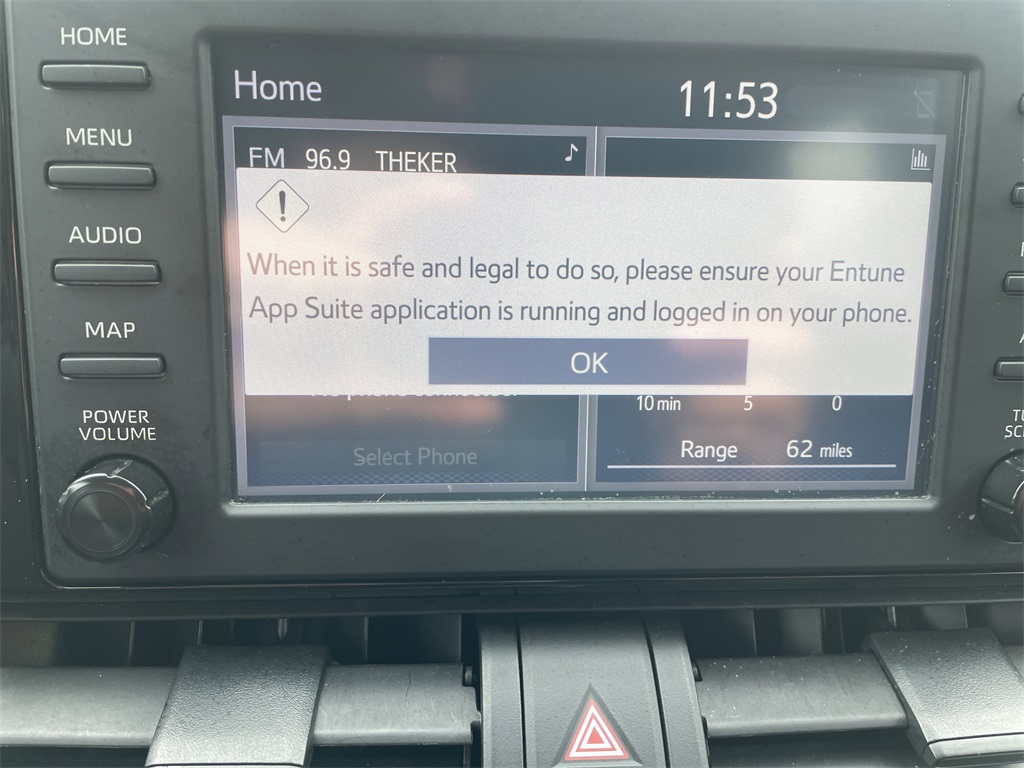 HOME
Home
11:53
MENU
FM 96.9 THEKER
AUDIO
When it is safe and legal to do so, please ensure your Entune
App Suite application is running and logged in on your phone.
MAP
OK
POWER
VOLUME
10 min 5 0
Select Phone
Range 62 miles